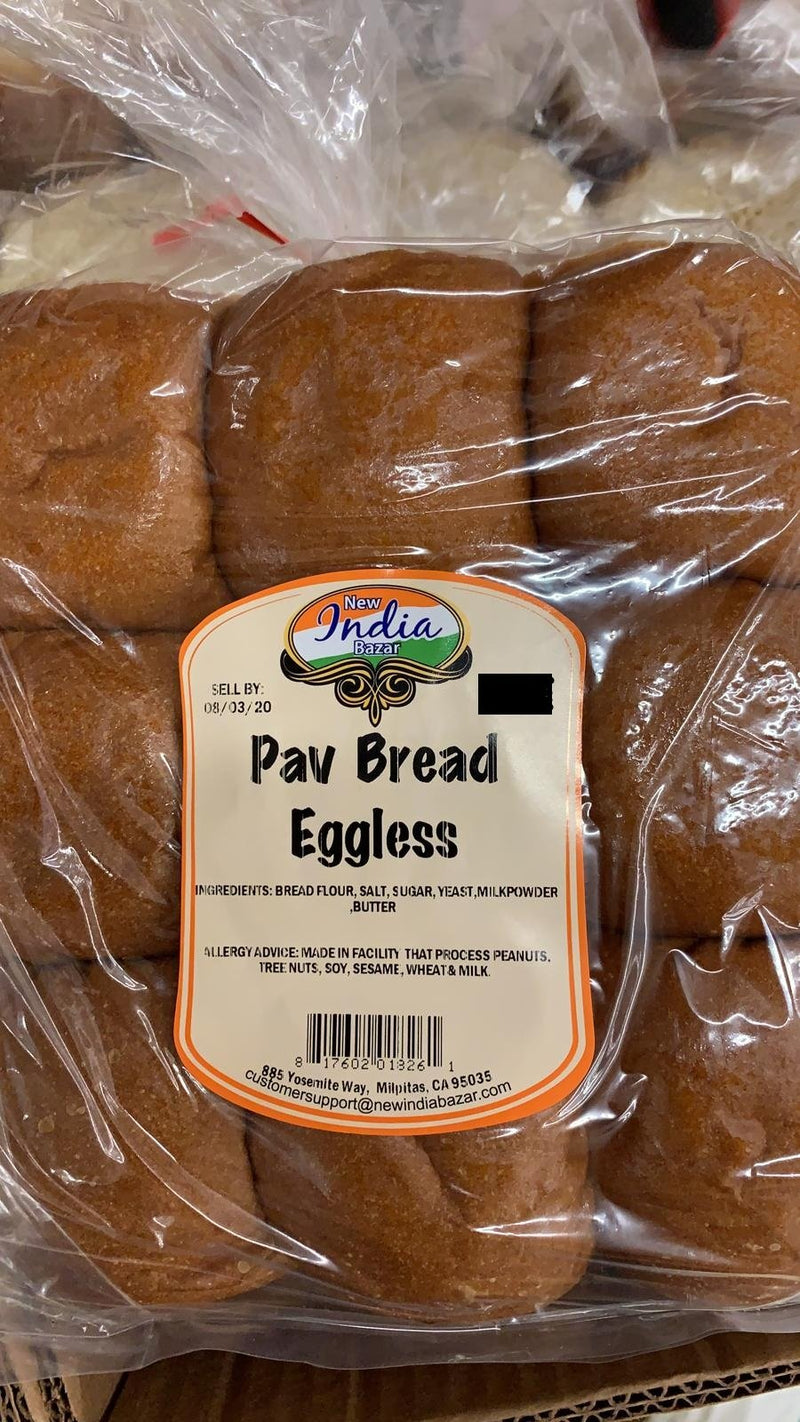 New
India
Bazar
SELL BY:
08/03/20
Pav Bread
Eggless
INGREDIENTS: BREAD FLOUR, SALT, SUGAR, YEAST,MILKPOWDER
,BUTTER
ALLERGY ADVICE: MADE IN FACILITY THAT PROCESS PEANUTS,
TREE NUTS, SOY, SESAME, WHEAT & MILK.
8 17602 01326 1
885 Yosemite Way, Milpitas, CA 95035
customersupport@newindiabazar.com